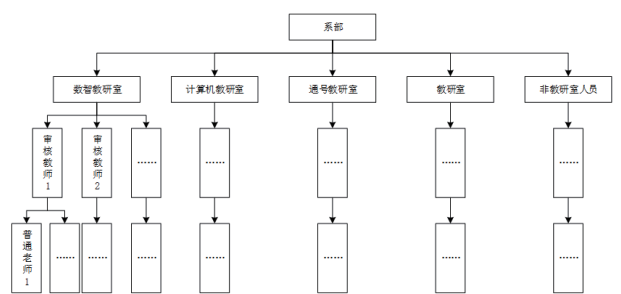 系部
数智教研室
计算机教研室
通号教研室
教研室
非教研室人员
审核教师1
审核教师2
……
……
……
……
……
普通老师1
……
……
……
……
……
……
……